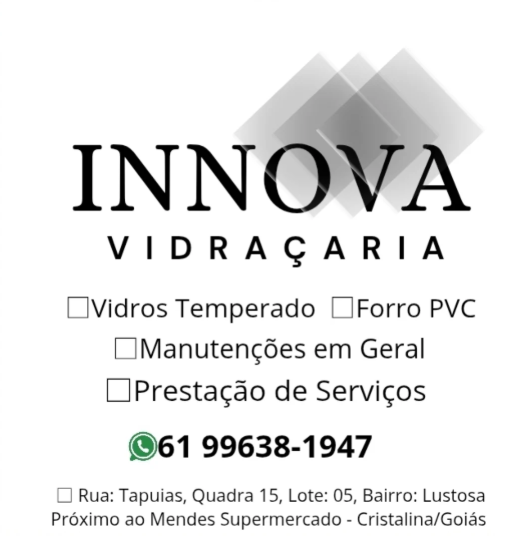 INNOVA
VIDRAÇARIA
☐Vidros Temperado ☐Forro PVC
☐Manutenções em Geral
☐Prestação de Serviços
61 99638-1947
☐ Rua: Tapuias, Quadra 15, Lote: 05, Bairro: Lustosa
Próximo ao Mendes Supermercado - Cristalina/Goiás